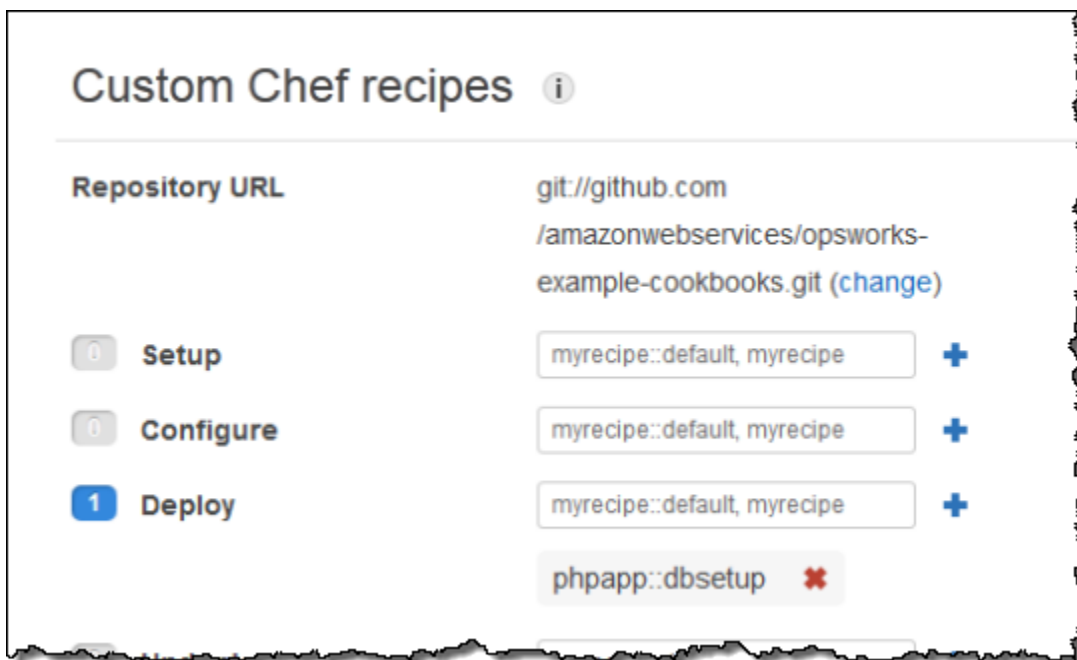 Custom Chef recipes i
Repository URL
git://github.com
/amazonwebservices/opsworks-
example-cookbooks.git (change)
0 Setup myrecipe::default, myrecipe
0 Configure myrecipe::default, myrecipe
1 Deploy myrecipe::default, myrecipe
phpapp::dbsetup